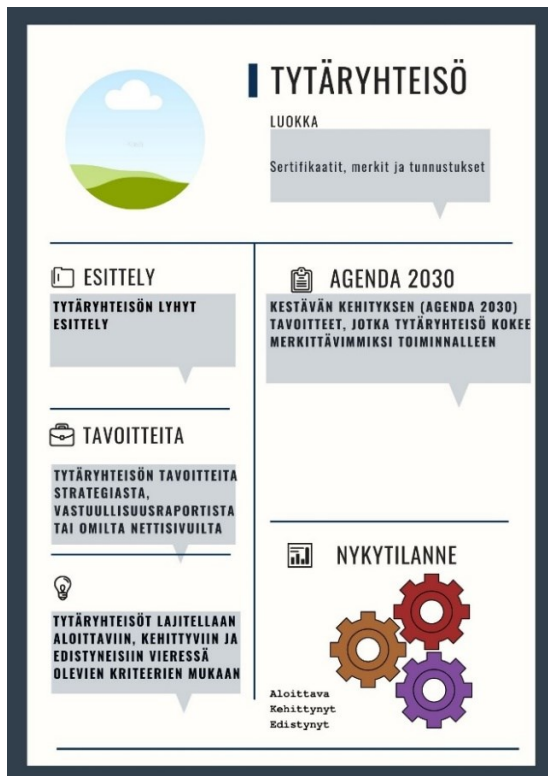 TYTÄRYHTEISÖ
LUOKKA
Sertifikaatit, merkit ja tunnustukset
ESITTELY
TYTÄRYHTEISÖN LYHYT
ESITTELY
TAVOITTEITA
TYTÄRYHTEISÖN TAVOITTEITA
STRATEGIASTA,
VASTUULLISUUSRAPORTISTA
TAI OMILTA NETTISIVUILTA
TYTÄRYHTEISÖT LAJITELLAAN
ALOITTAVIIN, KEHITTYVIIN JA
EDISTYNEISIIN VIERESSÄ
OLEVIEN KRITEERIEN MUKAAN
AGENDA 2030
KESTÄVÄN KEHITYKSEN (AGENDA 2030)
TAVOITTEET, JOTKA TYTÄRYHTEISÖ KOKEE
MERKITTÄVIMMIKSI TOIMINNALLEEN
NYKYTILANNE
Aloittava
Kehittynyt
Edistynyt